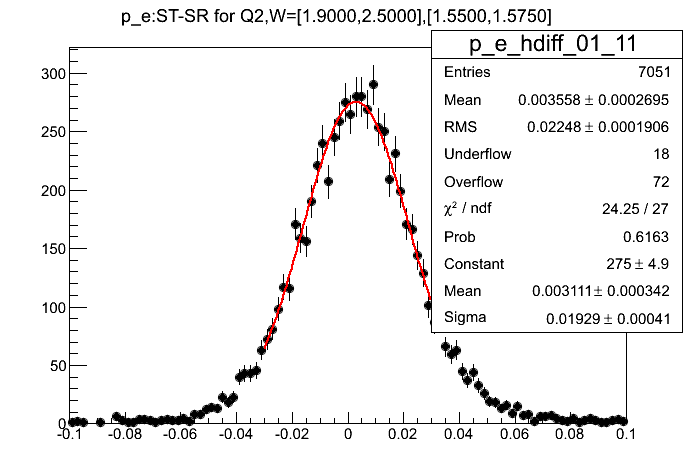 p_e:ST-SR for Q2,W=[1.9000,2.5000],[1.5500,1.5750]
p_e_hdiff_01_11
Entries 7051
Mean 0.003558 ± 0.0002695
RMS 0.02248 ± 0.0001906
Underflow 18
Overflow 72
χ² / ndf 24.25 / 27
Prob 0.6163
Constant 275 ± 4.9
Mean 0.003111 ± 0.000342
Sigma 0.01929 ± 0.00041
300
250
200
150
100
50
0
-0.1 -0.08 -0.06 -0.04 -0.02 0 0.02 0.04 0.06 0.08 0.1